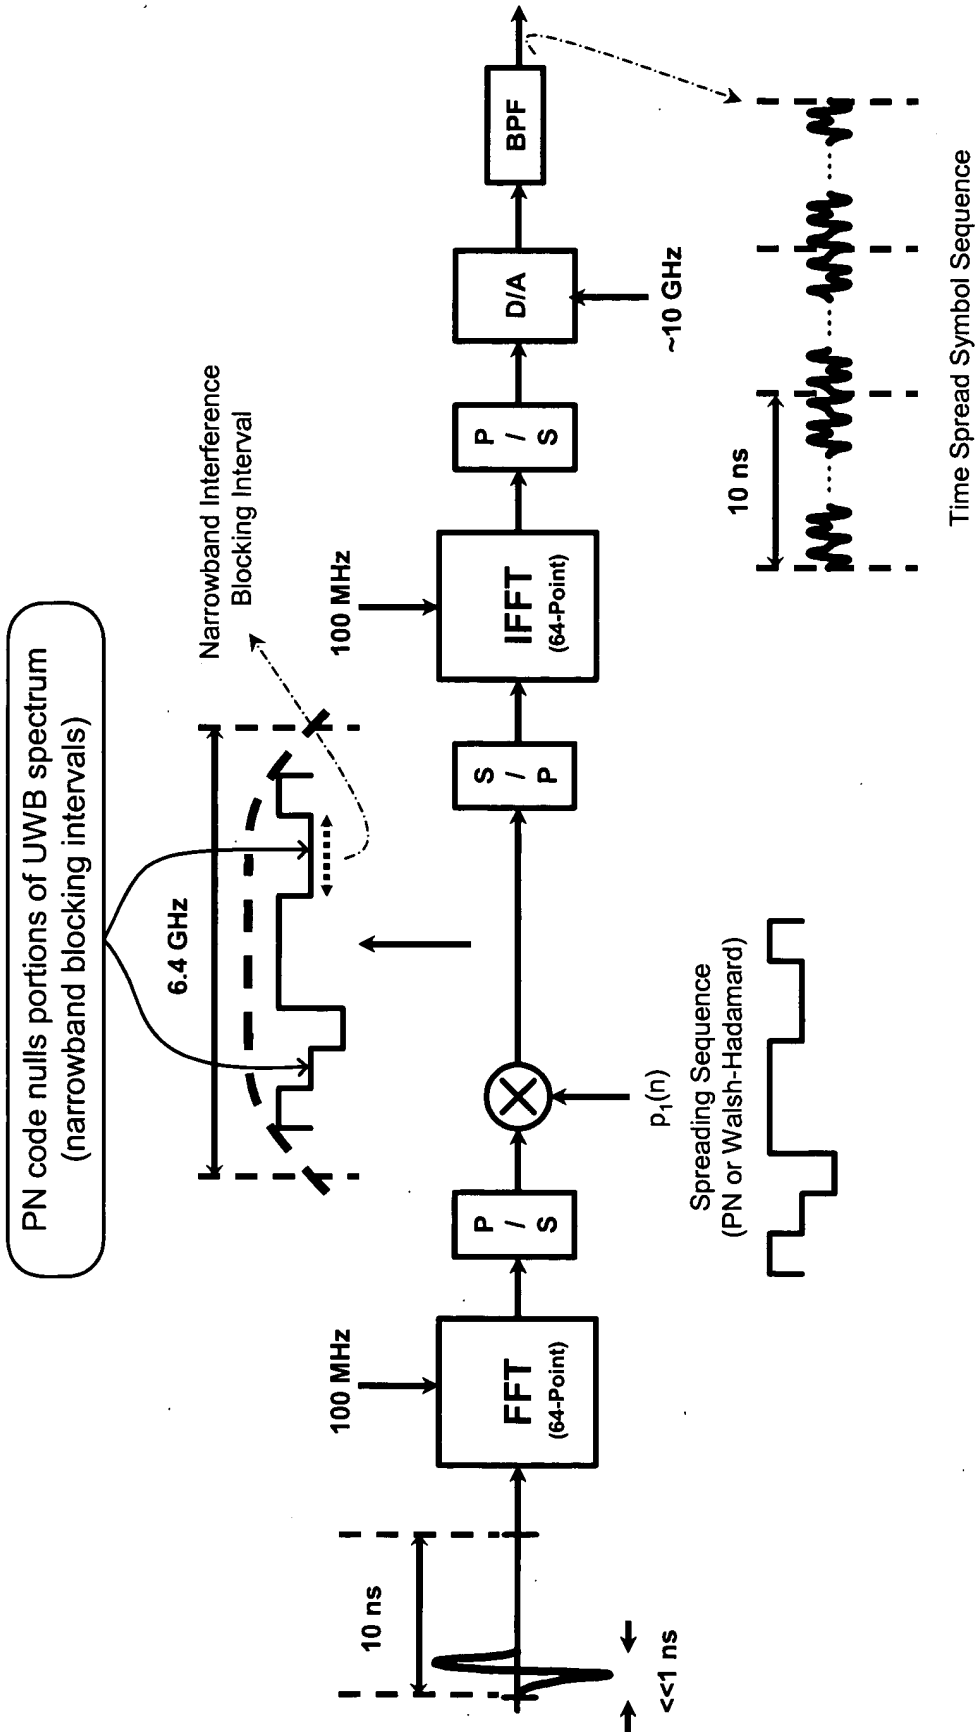 PN code nulls portions of UWB spectrum
(narrowband blocking intervals)
6.4 GHz
Narrowband Interference
Blocking Interval
10 ns
<<1 ns
100 MHz
FFT
(64-Point)
P
/
S
p1(n)
Spreading Sequence
(PN or Walsh-Hadamard)
S
/
P
100 MHz
IFFT
(64-Point)
P
/
S
D/A
~10 GHz
BPF
10 ns
Time Spread Symbol Sequence